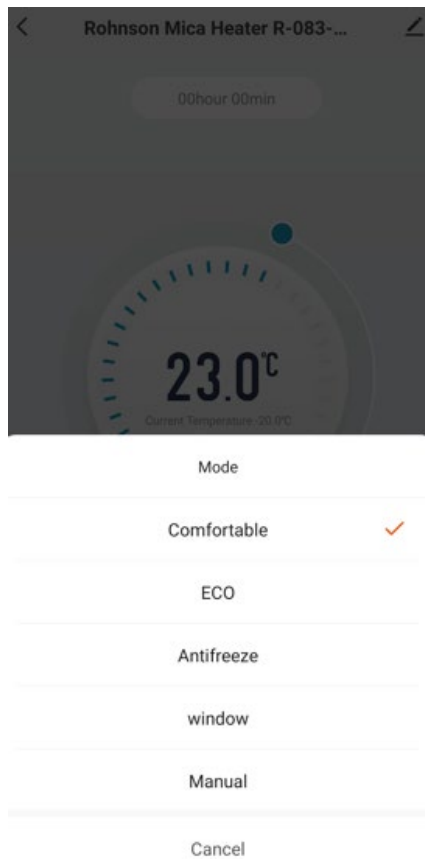 Rohnson Mica Heater R-083-...
00hour 00min
23.0°C
Current Temperature -20.0°C
Mode
Comfortable
ECO
Antifreeze
window
Manual
Cancel